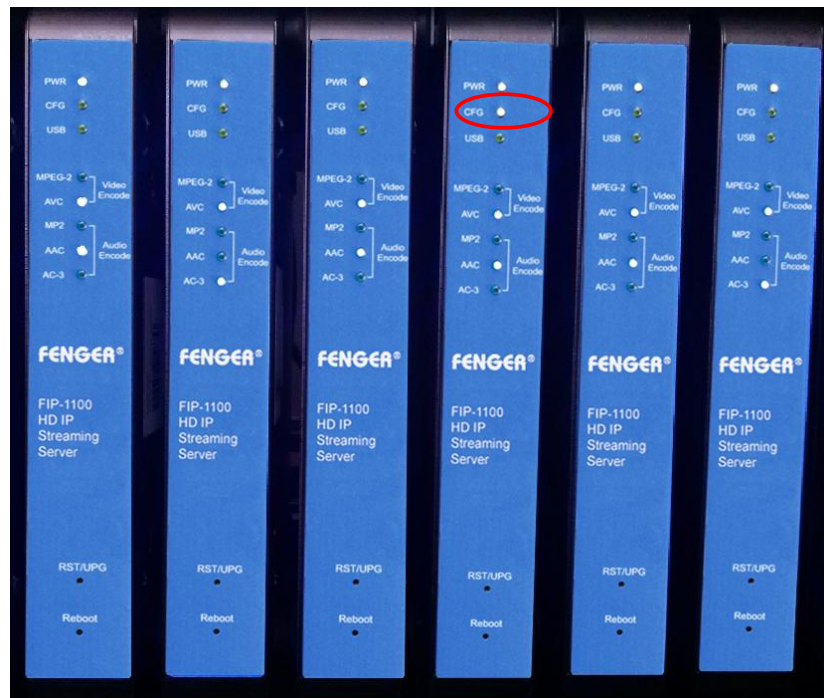 PWR
CFG
USB
MPEG-2
AVC
Video
Encode
MP2
AAC
AC-3
Audio
Encode
FENGER®
FIP-1100
HD IP
Streaming
Server
RST/UPG
Reboot
PWR
CFG
USB
MPEG-2
AVC
Video
Encode
MP2
AAC
AC-3
Audio
Encode
FENGER®
FIP-1100
HD IP
Streaming
Server
RST/UPG
Reboot
PWR
CFG
USB
MPEG-2
AVC
Video
Encode
MP2
AAC
AC-3
Audio
Encode
FENGER®
FIP-1100
HD IP
Streaming
Server
RST/UPG
Reboot
PWR
CFG
USB
MPEG-2
AVC
Video
Encode
MP2
AAC
AC-3
Audio
Encode
FENGER®
FIP-1100
HD IP
Streaming
Server
RST/UPG
Reboot
PWR
CFG
USB
MPEG-2
AVC
Video
Encode
MP2
AAC
AC-3
Audio
Encode
FENGER®
FIP-1100
HD IP
Streaming
Server
RST/UPG
Reboot
PWR
CFG
USB
MPEG-2
AVC
Video
Encode
MP2
AAC
AC-3
Audio
Encode
FENGER®
FIP-1100
HD IP
Streaming
Server
RST/UPG
Reboot